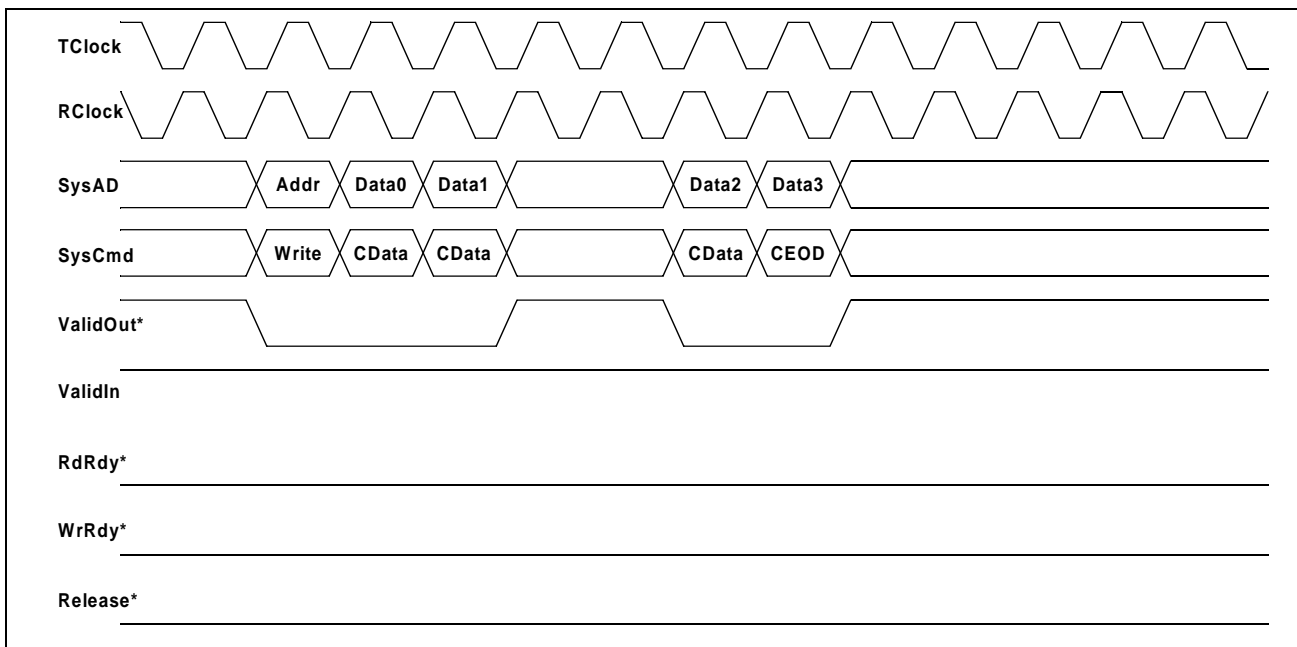 TClock
RClock
SysAD Addr Data0 Data1 Data2 Data3
SysCmd Write CData CData CData CEOD
ValidOut*
ValidIn
RdRdy*
WrRdy*
Release*